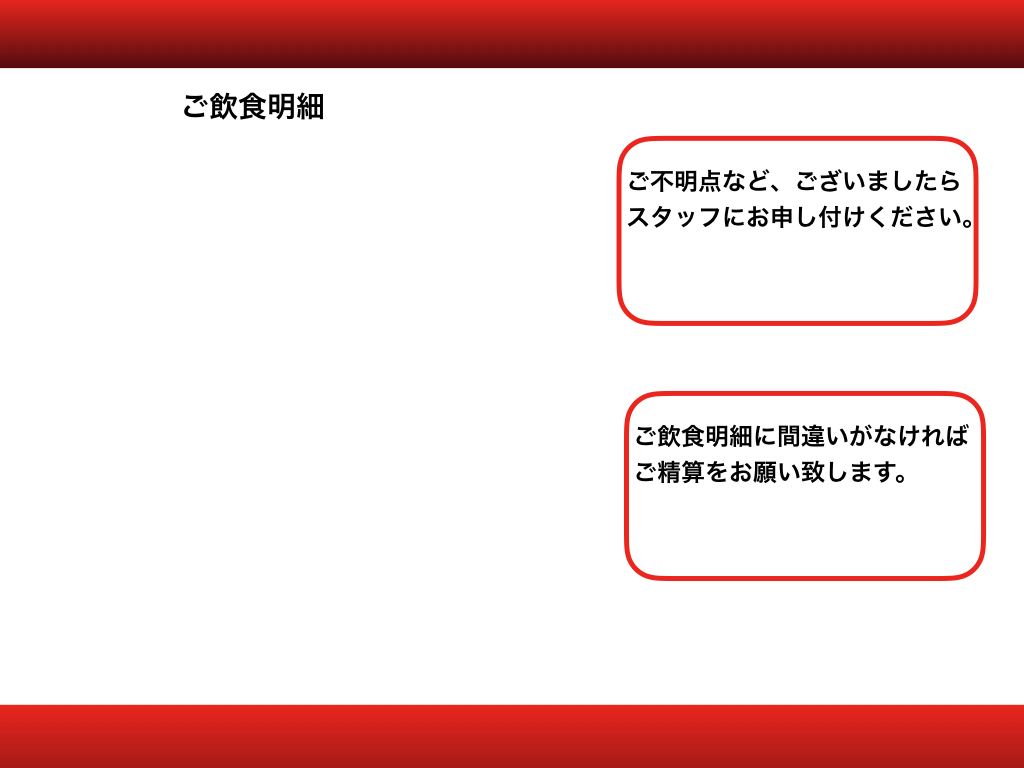 ご飲食明細
ご不明点など、ございましたら
スタッフにお申し付けください。
ご飲食明細に間違いがなければ
ご精算をお願い致します。